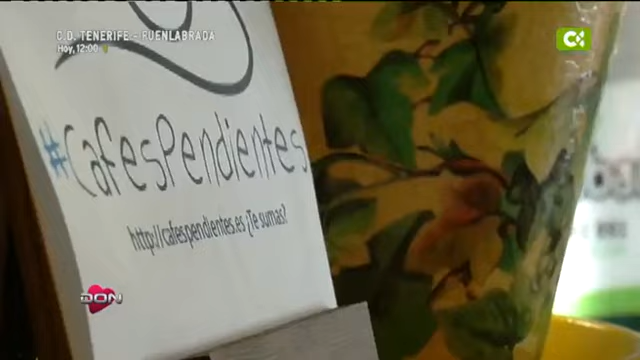 C.D. TENERIFE - FUENLABRADA
Hoy, 12:00
#CafesPendientes
http://cafespendientes.es ¿Te sumas?
DON